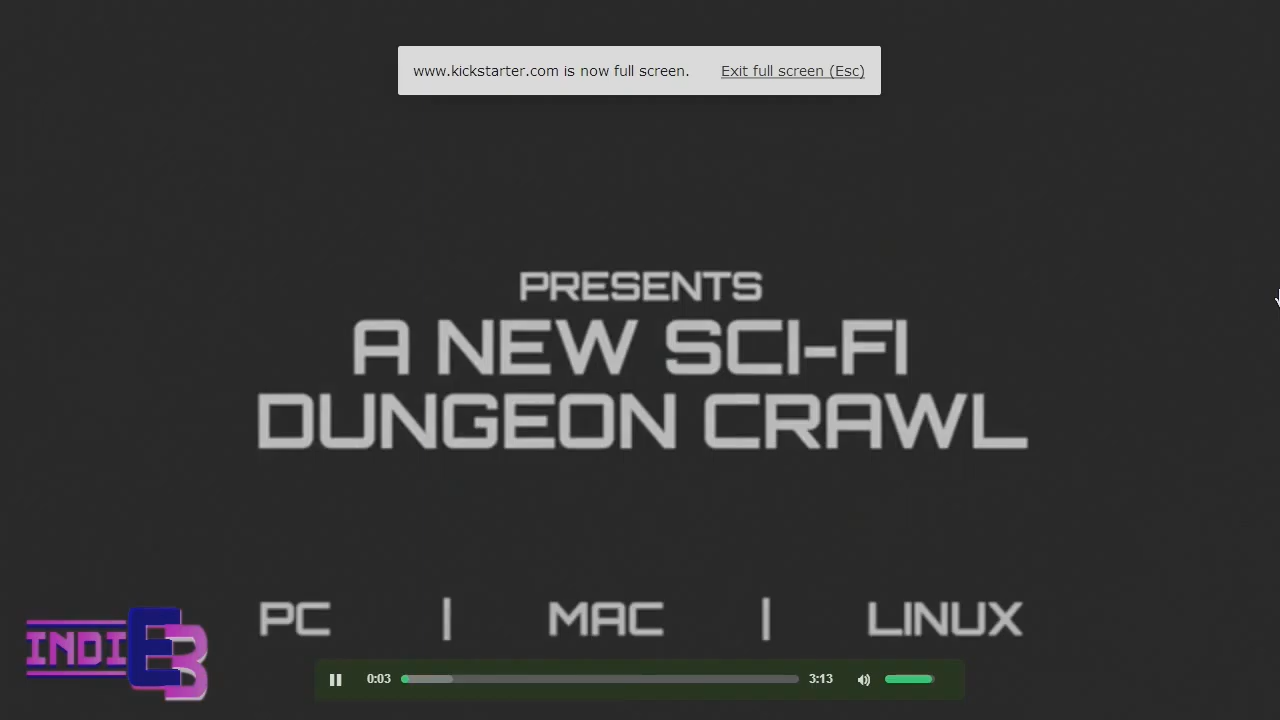 www.kickstarter.com is now full screen. Exit full screen (Esc)
PRESENTS
A NEW SCI-FI
DUNGEON CRAWL
PC | MAC | LINUX
INDIE3
0:03 3:13